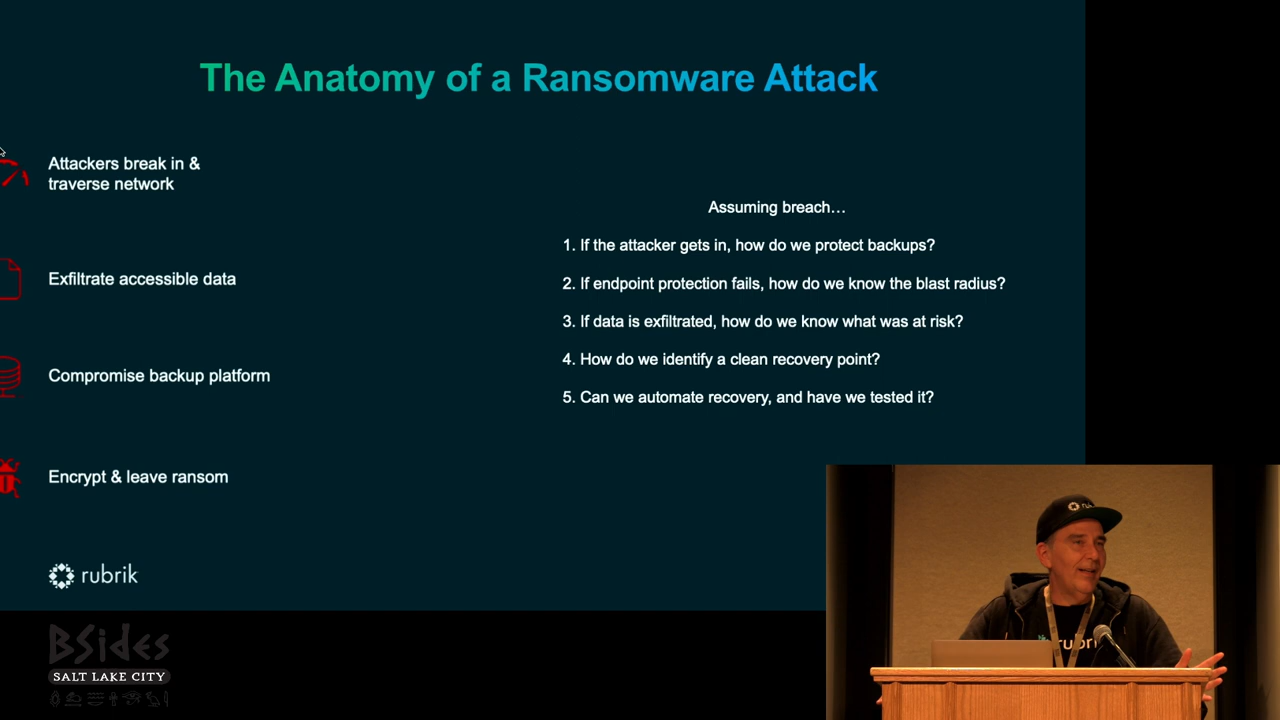 The Anatomy of a Ransomware Attack
Attackers break in &
traverse network
Exfiltrate accessible data
Compromise backup platform
Encrypt & leave ransom
Assuming breach…
1. If the attacker gets in, how do we protect backups?
2. If endpoint protection fails, how do we know the blast radius?
3. If data is exfiltrated, how do we know what was at risk?
4. How do we identify a clean recovery point?
5. Can we automate recovery, and have we tested it?
rubrik
BSides
SALT LAKE CITY